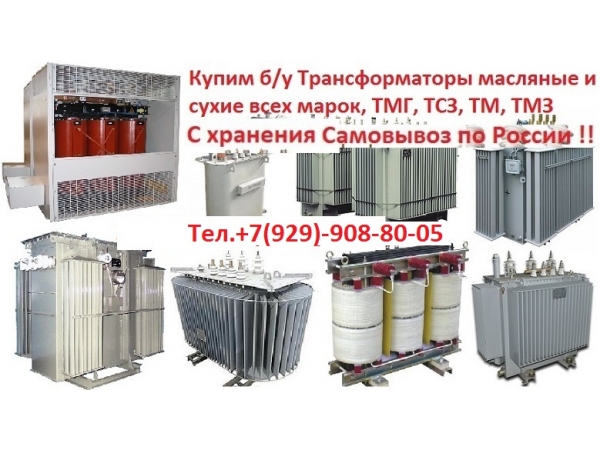 Купим б/у Трансформаторы масляные и
сухие всех марок, ТМГ, ТСЗ, ТМ, ТМЗ
С хранения Самовывоз по России !!
Тел.+7(929)-908-80-05